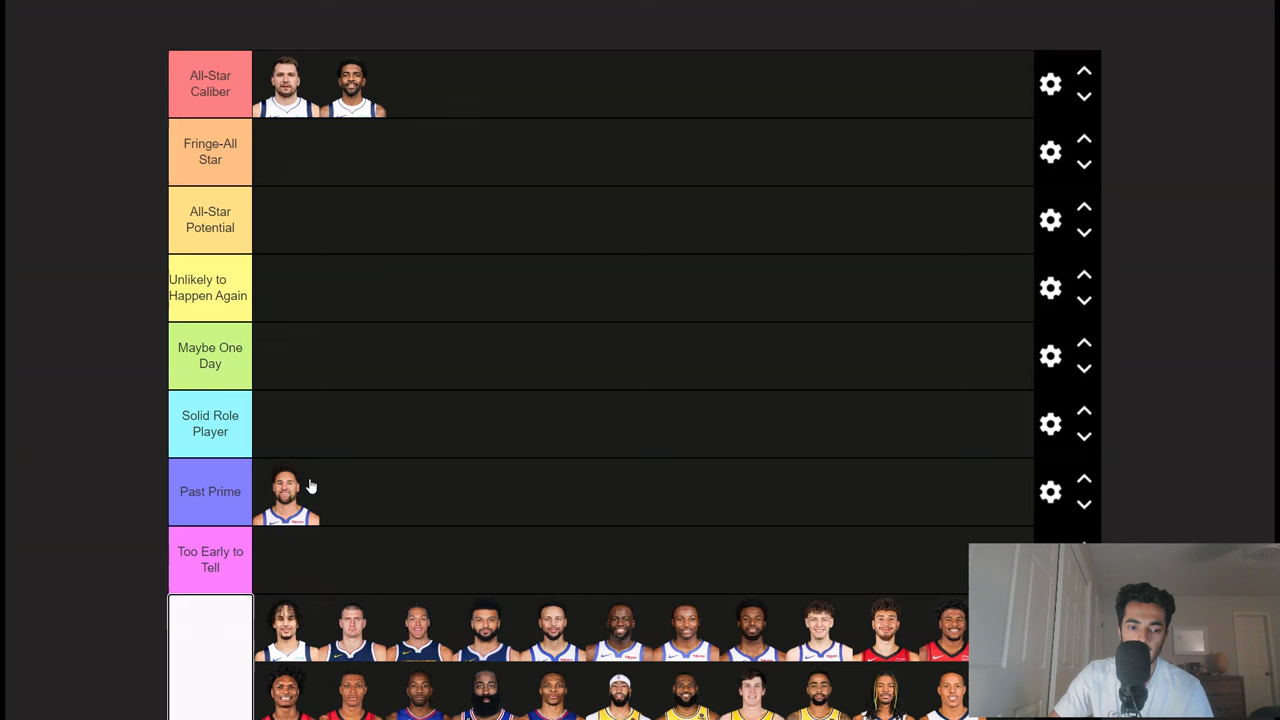 All-Star
Caliber
Fringe-All
Star
All-Star
Potential
Unlikely to
Happen Again
Maybe One
Day
Solid Role
Player
Past Prime
Too Early to
Tell